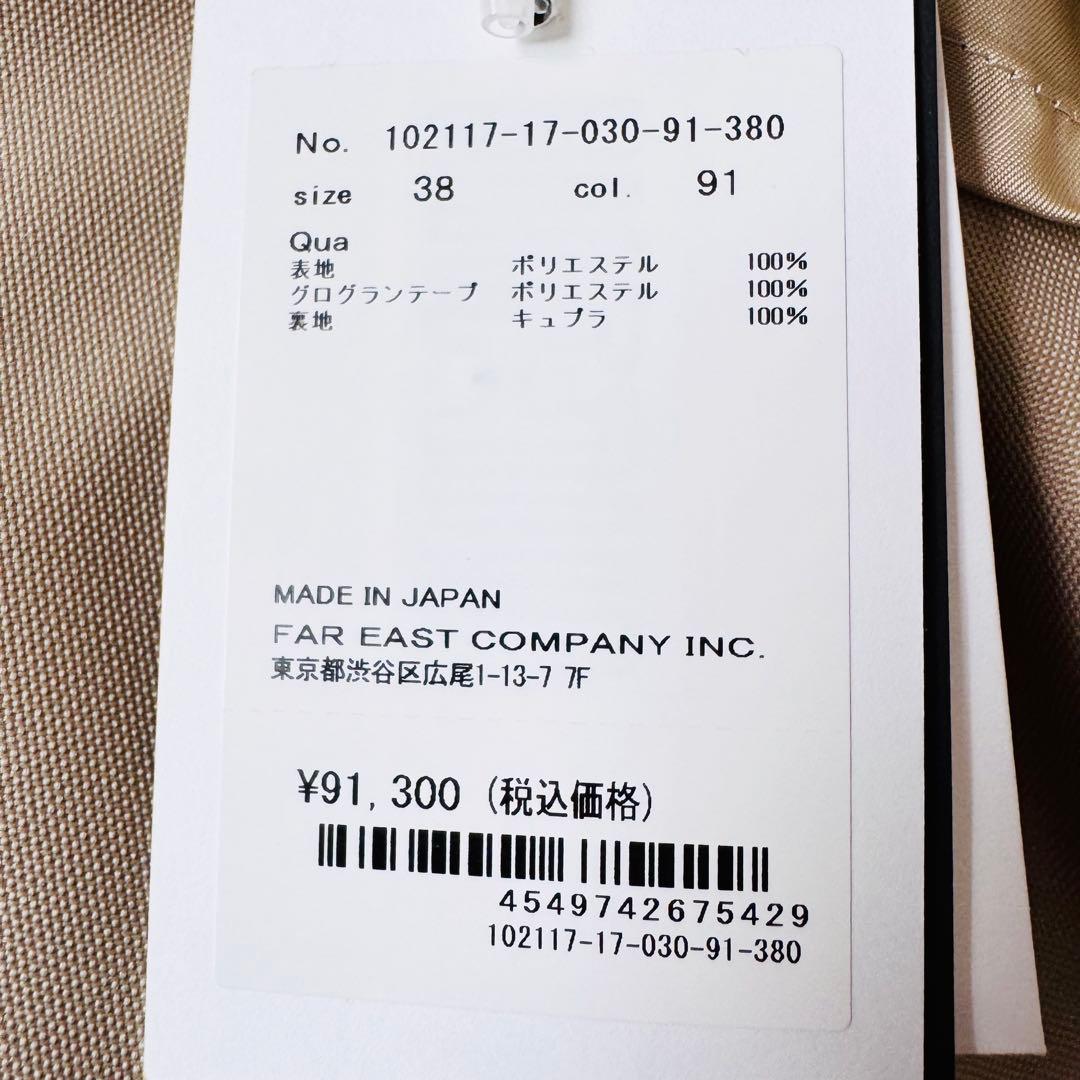 No. 102117-17-030-91-380
size 38 col. 91
Qua
表地 ポリエステル 100%
グログランテープ ポリエステル 100%
裏地 キュプラ 100%
MADE IN JAPAN
FAR EAST COMPANY INC.
東京都渋谷区広尾1-13-7 7F
¥91,300 (税込価格)
4549742675429
102117-17-030-91-380